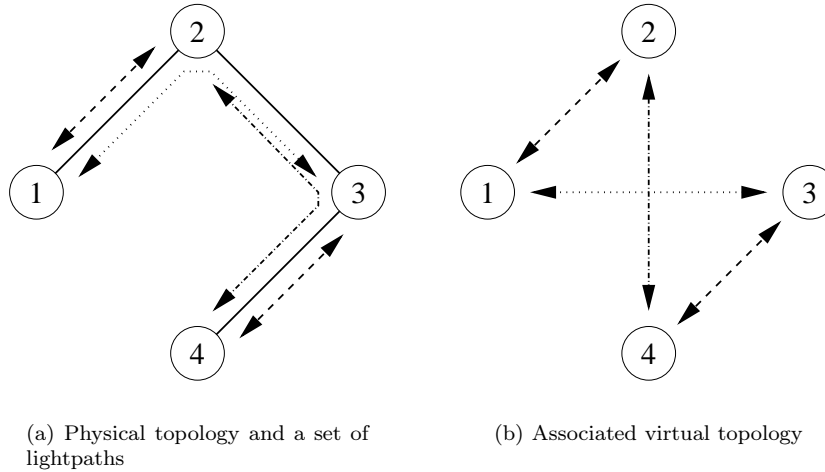 2
1
3
4
2
1
3
4
(a) Physical topology and a set of
lightpaths
(b) Associated virtual topology